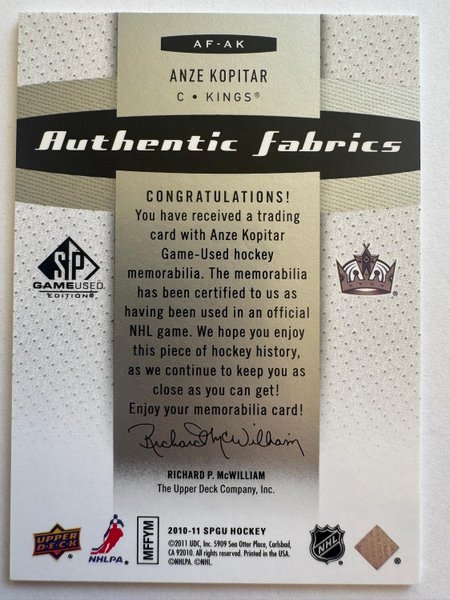 AF-AK
ANZE KOPITAR
C • KINGS®
Authentic Fabrics
CONGRATULATIONS!
You have received a trading
card with Anze Kopitar
Game-Used hockey
memorabilia. The memorabilia
has been certified to us as
having been used in an official
NHL game. We hope you enjoy
this piece of hockey history,
as we continue to keep you as
close as you can get!
Enjoy your memorabilia card!
SP
GAMEUSED
EDITION®
Richard McWilliam
RICHARD P. McWILLIAM
The Upper Deck Company, Inc.
UPPER
DECK
NHLPA.
MFFYM
2010-11 SPGU HOCKEY
©2011 UDC, Inc. 5909 Sea Otter Place, Carlsbad,
CA 92010. All rights reserved. Printed in the USA.
©NHLPA. ©NHL.
NHL